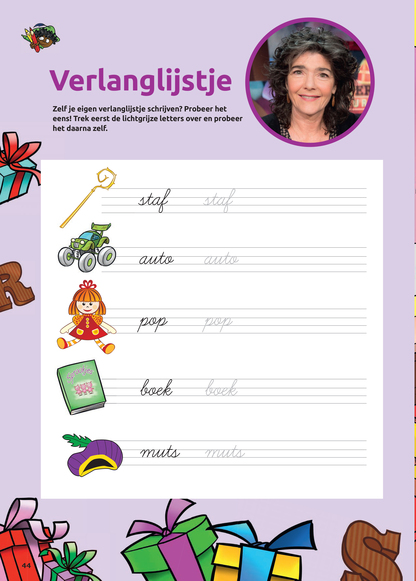 Verlanglijstje
Zelf je eigen verlanglijstje schrijven? Probeer het
eens! Trek eerst de lichtgrijze letters over en probeer
het daarna zelf.
staf staf
auto auto
pop pop
boek boek
muts muts
44